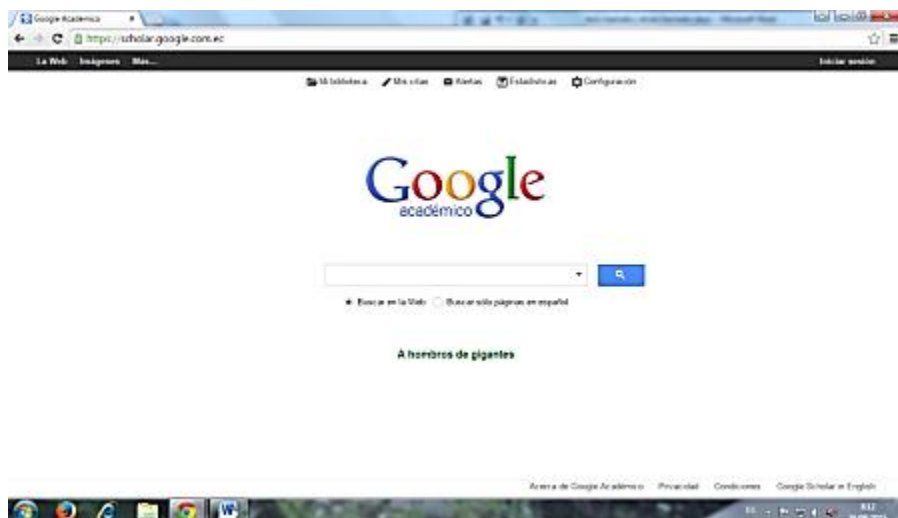 Google Académico
https://scholar.google.com.ec
La Web Imágenes Más... Iniciar sesión
Mi biblioteca Mis citas Alertas Estadísticas Configuración
Google
académico
Buscar en la Web Buscar sólo páginas en español
A hombros de gigantes
Acerca de Google Académico Privacidad Condiciones Google Scholar in English